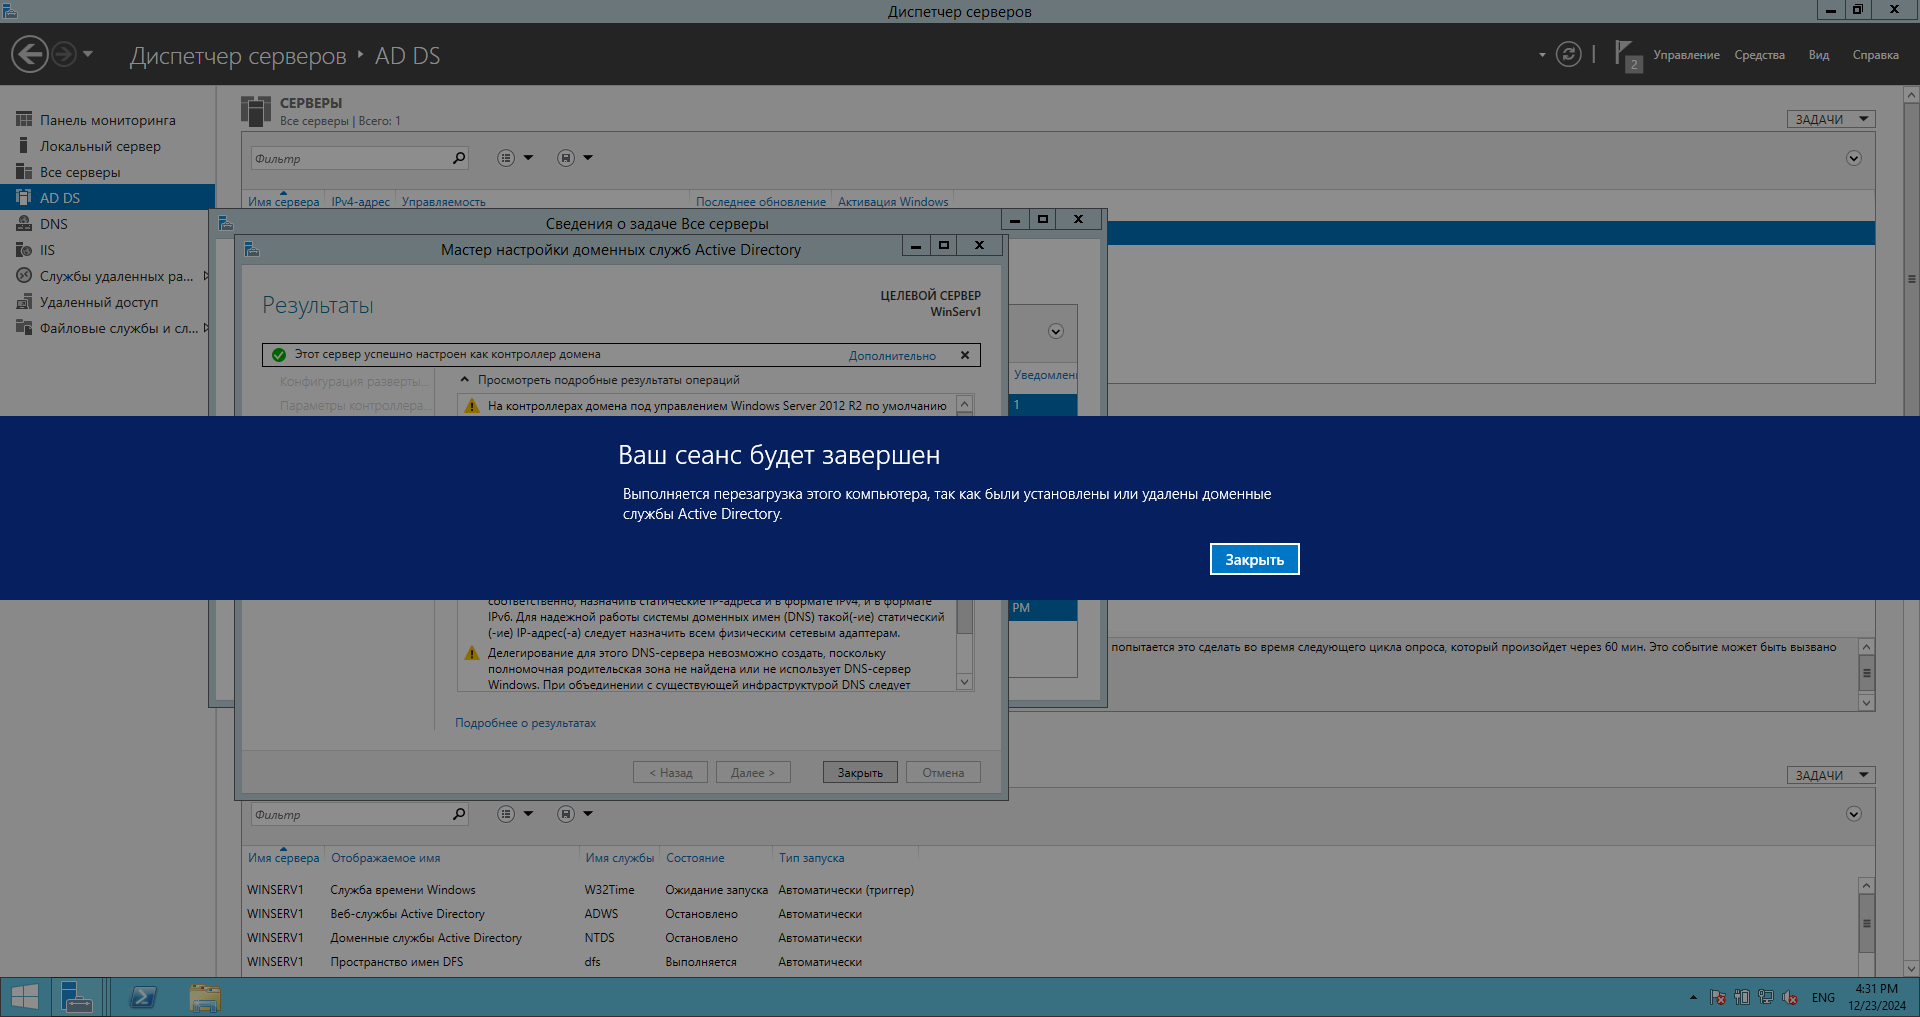 Диспетчер серверов
Диспетчер серверов ‣ AD DS
2
Управление
Средства
Вид
Справка
Панель мониторинга
Локальный сервер
Все серверы
AD DS
DNS
IIS
Службы удаленных ра...
Удаленный доступ
Файловые службы и сл...
СЕРВЕРЫ
Все серверы | Всего: 1
ЗАДАЧИ
Фильтр
Имя сервера IPv4-адрес Управляемость Последнее обновление Активация Windows
Сведения о задаче Все серверы
Мастер настройки доменных служб Active Directory
Результаты
ЦЕЛЕВОЙ СЕРВЕР
WinServ1
Этот сервер успешно настроен как контроллер домена
Дополнительно
Конфигурация разверты...
Параметры контроллера...
Просмотреть подробные результаты операций
На контроллерах домена под управлением Windows Server 2012 R2 по умолчанию
Уведомлени
1
Ваш сеанс будет завершен
Выполняется перезагрузка этого компьютера, так как были установлены или удалены доменные
службы Active Directory.
Закрыть
соответственно, назначить статические IP-адреса и в формате IPv4, и в формате
IPv6. Для надежной работы системы доменных имен (DNS) такой(-ие) статический
(-ие) IP-адрес(-а) следует назначить всем физическим сетевым адаптерам.
Делегирование для этого DNS-сервера невозможно создать, поскольку
полномочная родительская зона не найдена или не использует DNS-сервер
Windows. При объединении с существующей инфраструктурой DNS следует
PM
попытается это сделать во время следующего цикла опроса, который произойдет через 60 мин. Это событие может быть вызвано
Подробнее о результатах
< Назад
Далее >
Закрыть
Отмена
ЗАДАЧИ
Фильтр
Имя сервера Отображаемое имя Имя службы Состояние Тип запуска
WINSERV1 Служба времени Windows W32Time Ожидание запуска Автоматически (триггер)
WINSERV1 Веб-службы Active Directory ADWS Остановлено Автоматически
WINSERV1 Доменные службы Active Directory NTDS Остановлено Автоматически
WINSERV1 Пространство имен DFS dfs Выполняется Автоматически
ENG
4:31 PM
12/23/2024